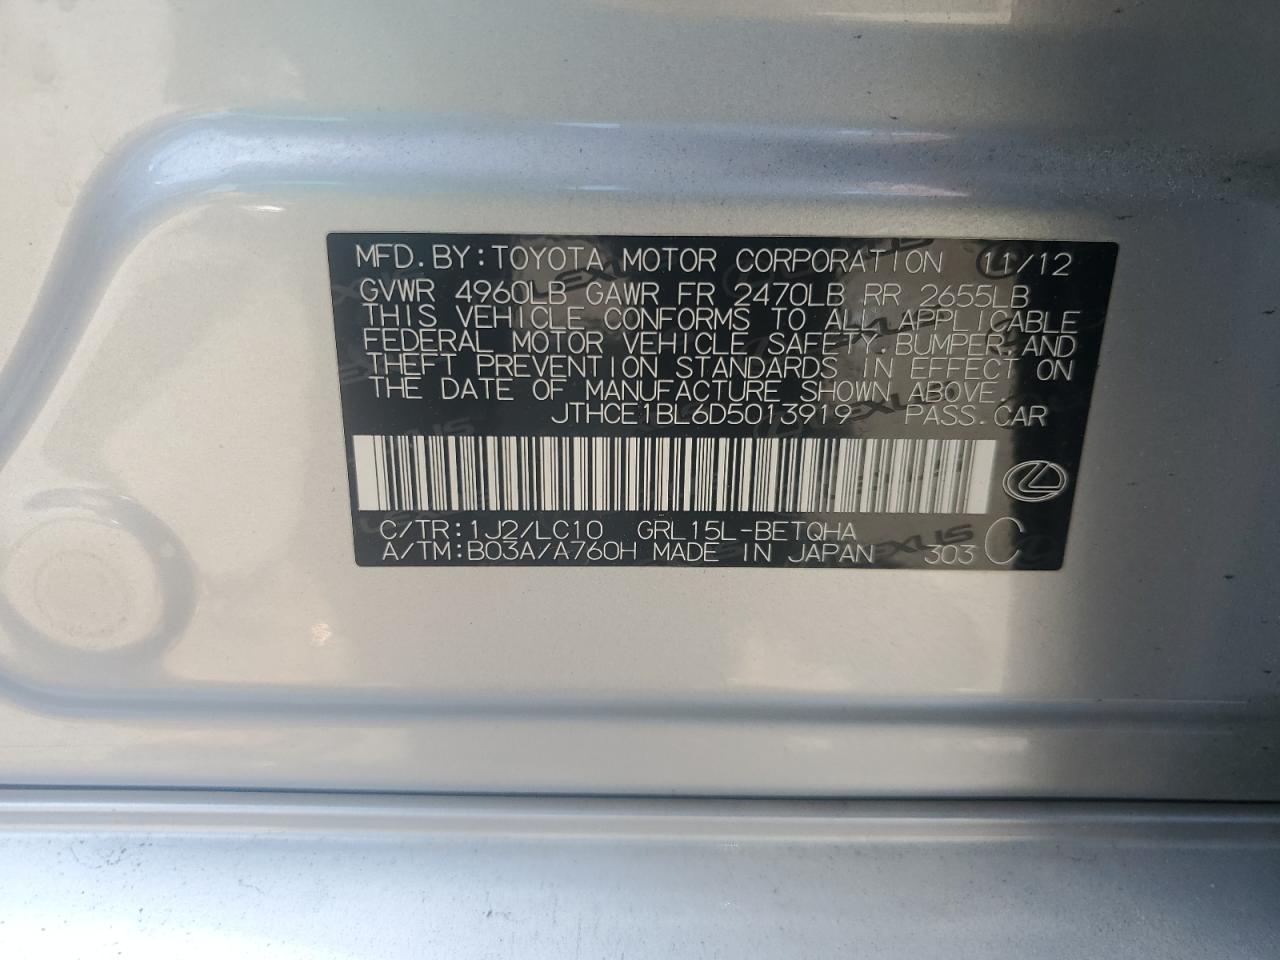 MFD.BY:TOYOTA MOTOR CORPORATION 11/12
GVWR 4960LB GAWR FR 2470LB RR 2655LB
THIS VEHICLE CONFORMS TO ALL APPLICABLE
FEDERAL MOTOR VEHICLE SAFETY,BUMPER,AND
THEFT PREVENTION STANDARDS IN EFFECT ON
THE DATE OF MANUFACTURE SHOWN ABOVE.
JTHCE1BL6D5013919 PASS.CAR
C/TR:1J2/LC10 GRL15L-BETQHA
A/TM:B03A/A760H MADE IN JAPAN 303 C